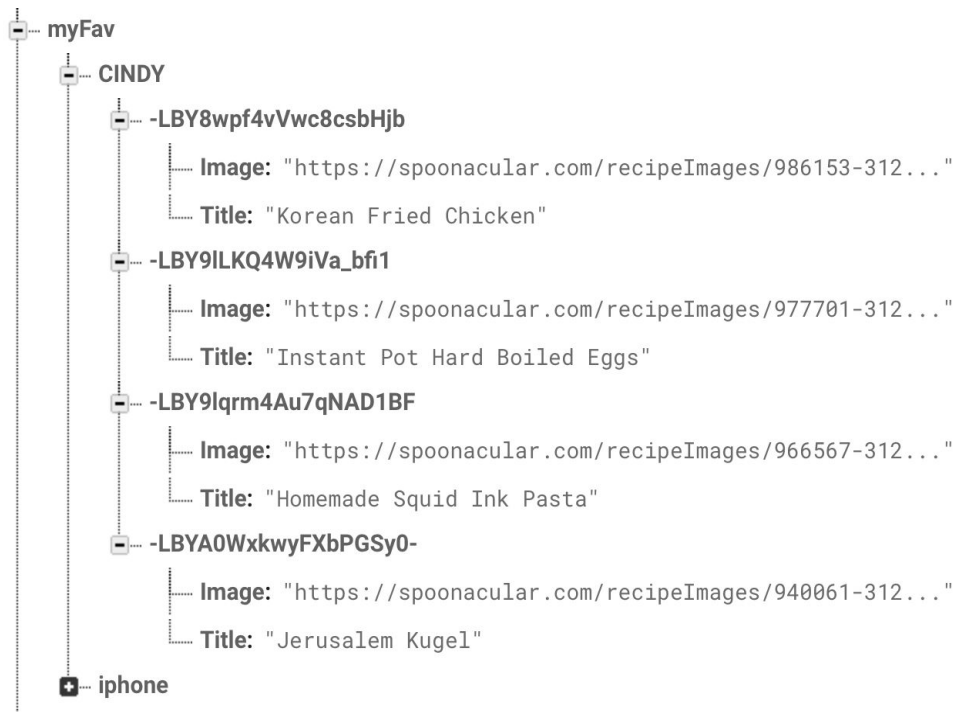 myFav
CINDY
-LBY8wpf4vVwc8csbHjb
Image: "https://spoonacular.com/recipeImages/986153-312..."
Title: "Korean Fried Chicken"
-LBY9lLKQ4W9iVa_bfi1
Image: "https://spoonacular.com/recipeImages/977701-312..."
Title: "Instant Pot Hard Boiled Eggs"
-LBY9lqrm4Au7qNAD1BF
Image: "https://spoonacular.com/recipeImages/966567-312..."
Title: "Homemade Squid Ink Pasta"
-LBYA0WxkwyFXbPGSy0-
Image: "https://spoonacular.com/recipeImages/940061-312..."
Title: "Jerusalem Kugel"
iphone